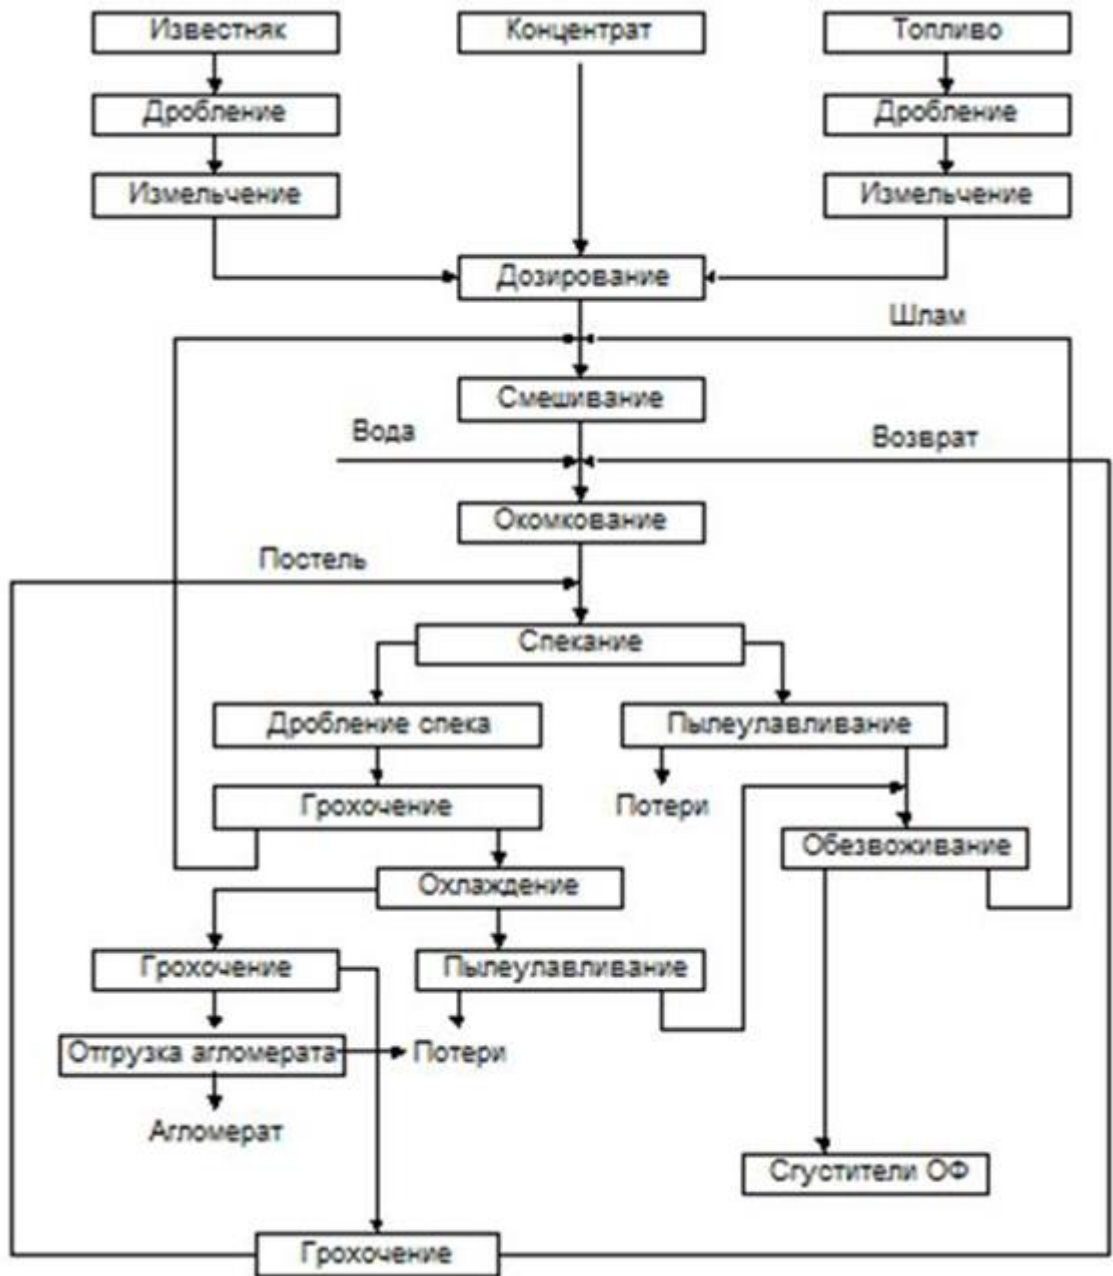 Известняк
Концентрат
Топливо
Дробление
Дробление
Измельчение
Измельчение
Дозирование
Шлам
Смешивание
Вода
Возврат
Окомкование
Постель
Спекание
Дробление спека
Пылеулавливание
Грохочение
Потери
Обезвоживание
Охлаждение
Грохочение
Пылеулавливание
Отгрузка агломерата
Потери
Агломерат
Сгустители ОФ
Грохочение